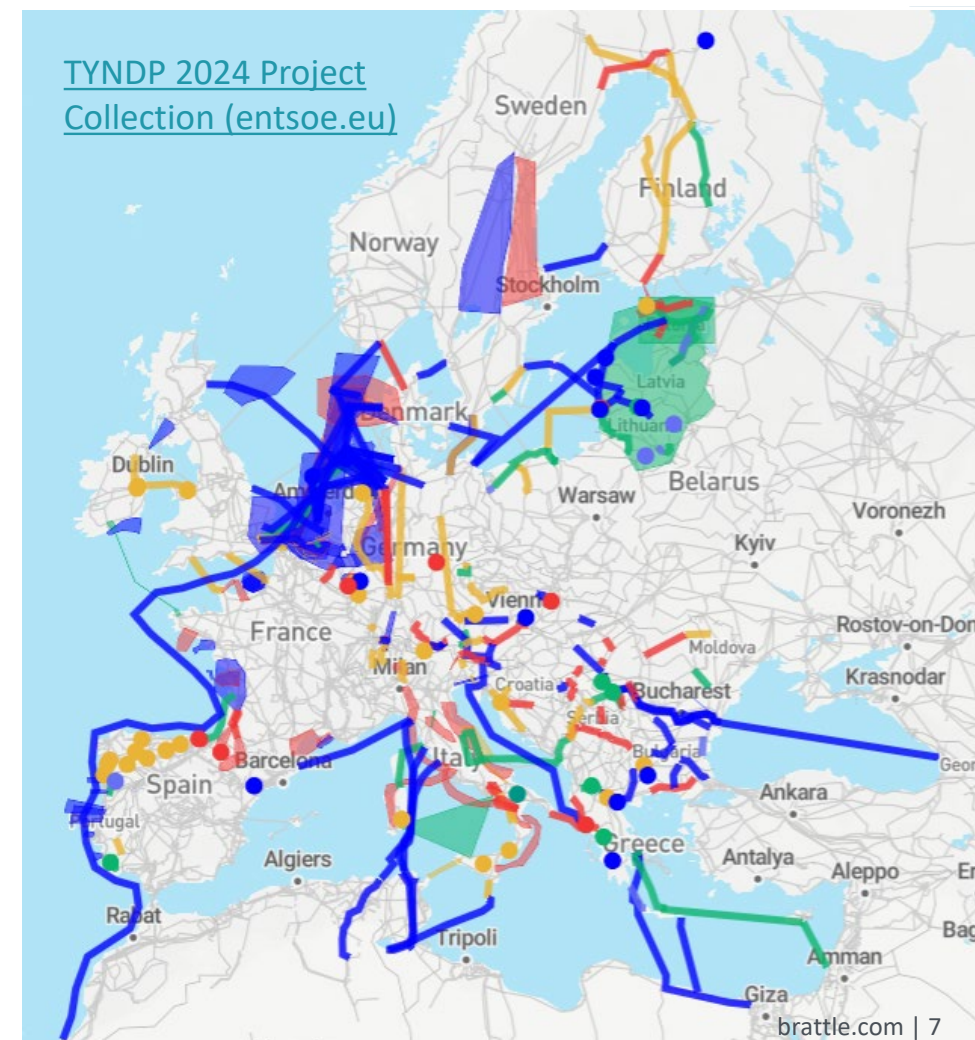 TYNDP 2024 Project
Collection (entsoe.eu)
Sweden
Finland
Norway
Stockholm
Latvia
Denmark
Dublin
Belarus
Warsaw
Voronezh
Germany
Kyiv
France
Rostov-on-Don
Moldova
Milan
Krasnodar
Croatia
Bucharest
Serbia
Bulgaria
Barcelona
Italy
Spain
Ankara
Portugal
Greece
Algiers
Antalya
Aleppo
Rabat
Tripoli
Amman
Giza
brattle.com | 7